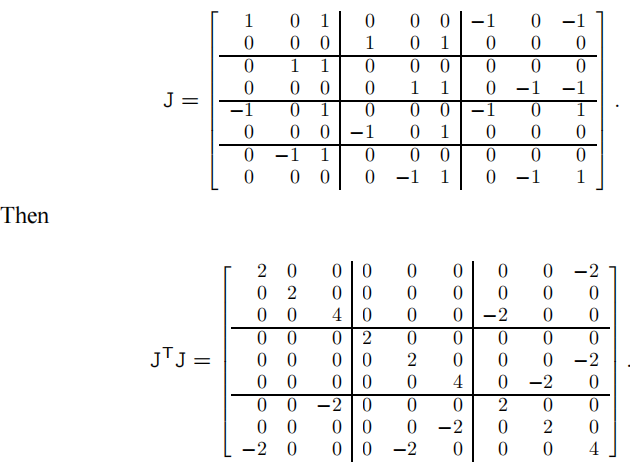 1 0 1 0 0 0 −1 0 −1
0 0 0 1 0 1 0 0 0
0 1 1 0 0 0 0 0 0
J = 0 0 0 0 1 1 0 −1 −1 .
−1 0 1 0 0 0 −1 0 1
0 0 0 −1 0 1 0 0 0
0 −1 1 0 0 0 0 0 0
0 0 0 0 −1 1 0 −1 1
Then
2 0 0 0 0 0 0 0 −2
0 2 0 0 0 0 0 0 0
0 0 4 0 0 0 −2 0 0
0 0 0 2 0 0 0 0 0
JᵀJ = 0 0 0 0 2 0 0 0 −2 .
0 0 0 0 0 4 0 −2 0
0 0 −2 0 0 0 2 0 0
0 0 0 0 0 −2 0 2 0
−2 0 0 0 −2 0 0 0 4